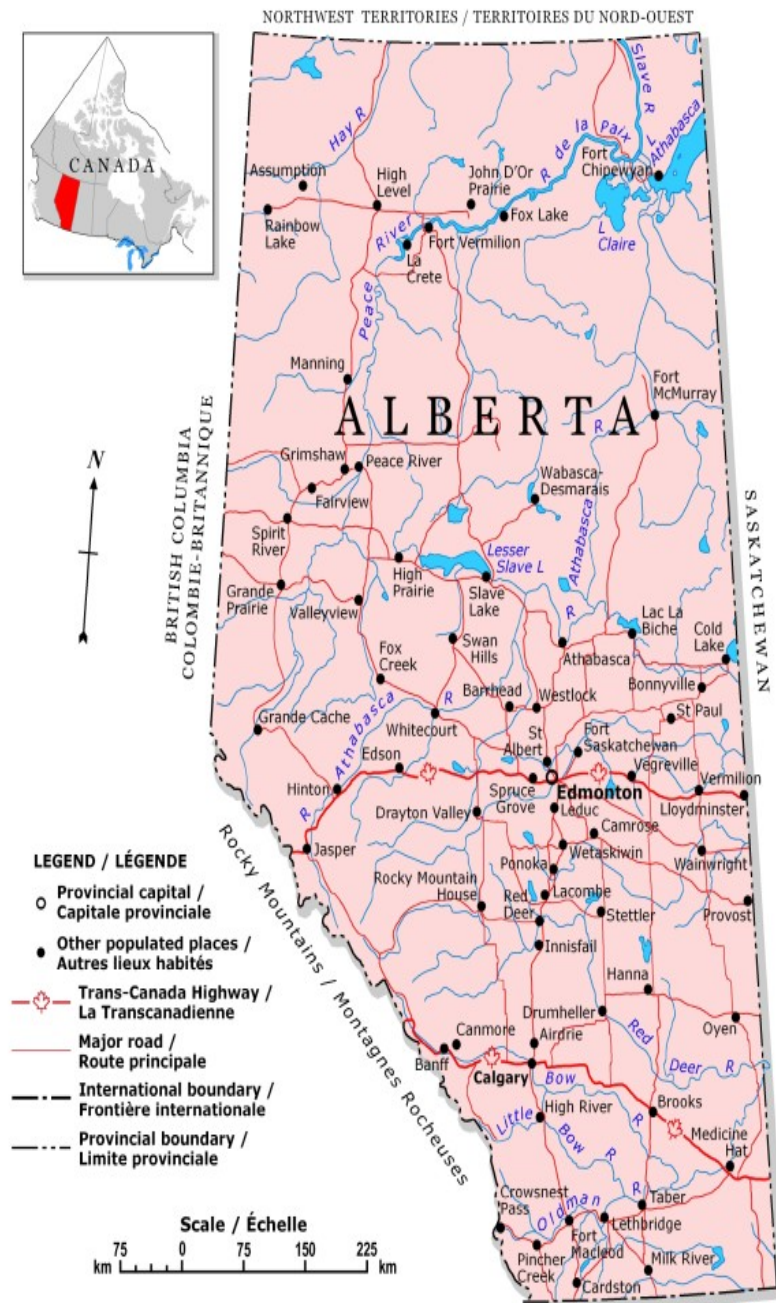 NORTHWEST TERRITORIES / TERRITOIRES DU NORD-OUEST
CANADA
Hay R
Slave R
R de la Paix
L Athabasca
Fort
Chipewyan
Assumption
High
Level
John D'Or
Prairie
Rainbow
Lake
Fox Lake
Fort Vermilion
L
Claire
La
Crete
Peace River
Manning
Fort
McMurray
ALBERTA
BRITISH COLUMBIA
COLOMBIE-BRITANNIQUE
SASKATCHEWAN
N
Grimshaw
Peace River
Fairview
Wabasca-
Desmarais
Athabasca R
Spirit
River
Lesser
Slave L
High
Prairie
Slave
Lake
Grande
Prairie
Valleyview
R
Lac La
Biche
Cold
Lake
Swan
Hills
Athabasca
Fox
Creek
Bonnyville
Barrhead
Westlock
St Paul
Grande Cache
Athabasca R
Whitecourt
St
Albert
Fort
Saskatchewan
Edson
Vegreville
Vermilion
Hinton
Spruce
Grove
Edmonton
Lloydminster
R
Drayton Valley
Leduc
Camrose
Jasper
Wetaskiwin
Wainwright
Ponoka
Rocky Mountain
House
Red
Deer
Lacombe
Stettler
Provost
Innisfail
Rocky Mountains / Montagnes Rocheuses
Hanna
Drumheller
Oyen
Canmore
Airdrie
Red Deer R
Banff
Calgary
Bow R
Brooks
High River
Little Bow R
Medicine
Hat
R
Crowsnest
Pass
Oldman
Taber
Lethbridge
Fort
Macleod
Pincher
Creek
Milk River
Cardston
LEGEND / LÉGENDE
Provincial capital /
Capitale provinciale
Other populated places /
Autres lieux habités
Trans-Canada Highway /
La Transcanadienne
Major road /
Route principale
International boundary /
Frontière internationale
Provincial boundary /
Limite provinciale
Scale / Échelle
75 0 75 150 225
km km